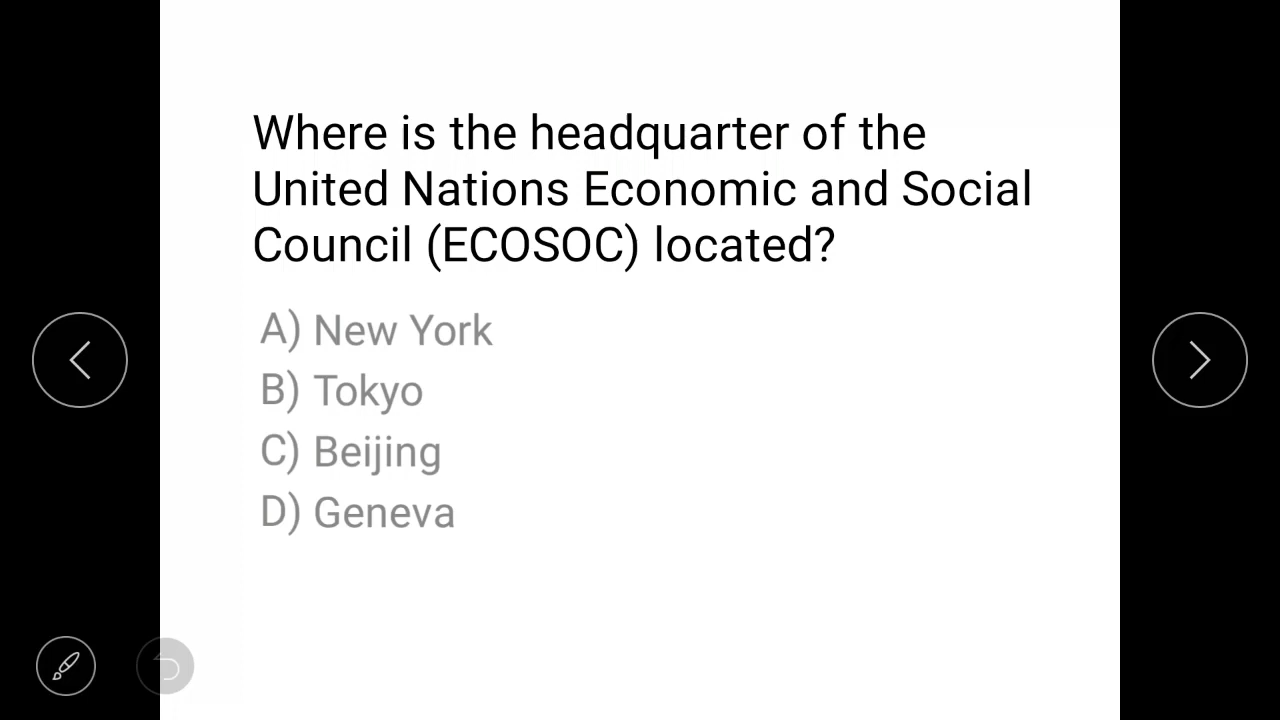 Where is the headquarter of the
United Nations Economic and Social
Council (ECOSOC) located?
A) New York
B) Tokyo
C) Beijing
D) Geneva